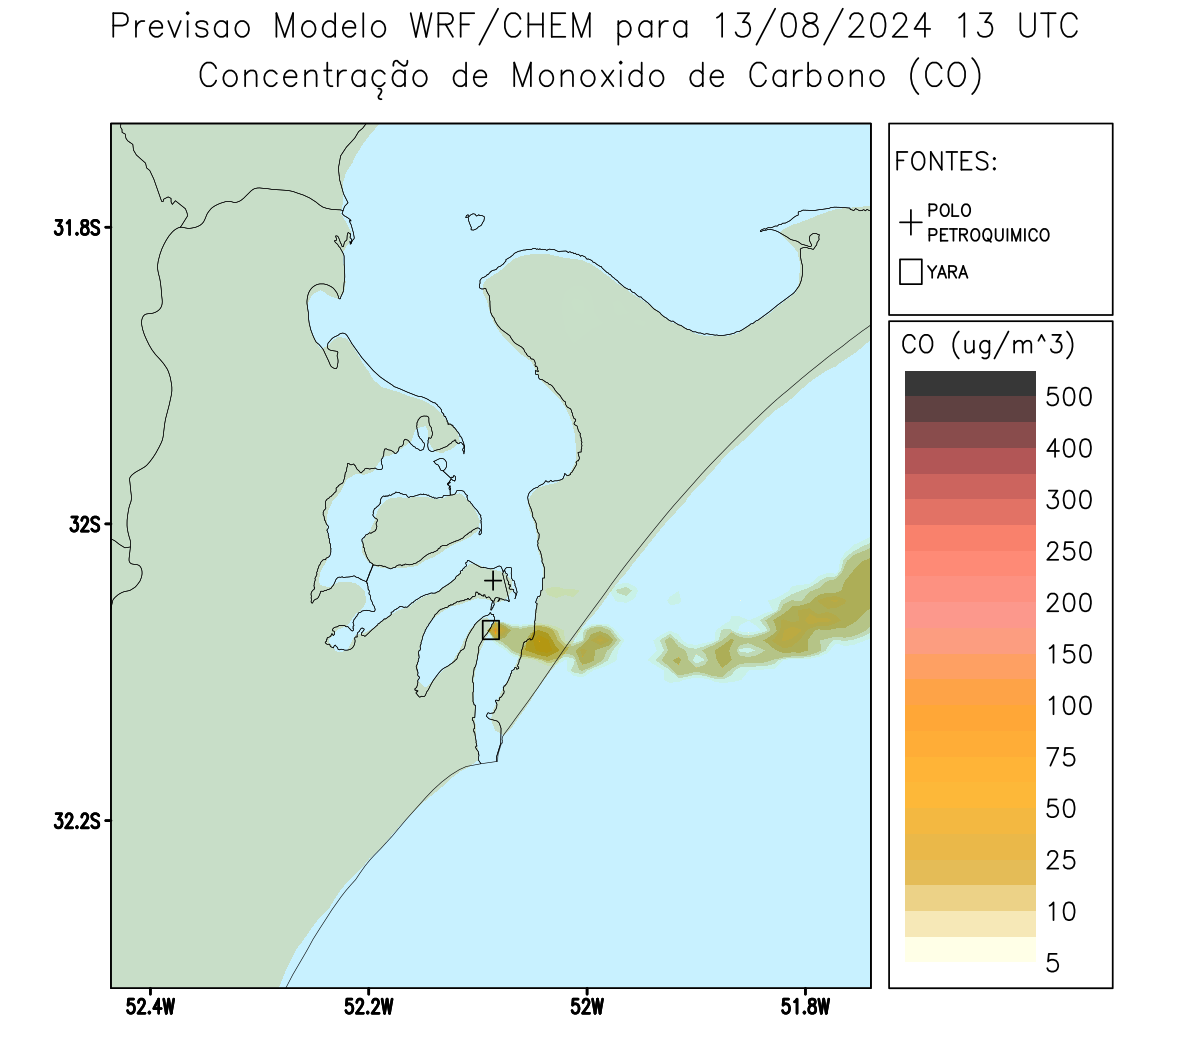 Previsao Modelo WRF/CHEM para 13/08/2024 13 UTC
Concentração de Monoxido de Carbono (CO)
FONTES:
POLO
PETROQUIMICO
YARA
CO (ug/m^3)
500
400
300
250
200
150
100
75
50
25
10
5
31.8S
32S
32.2S
52.4W
52.2W
52W
51.8W